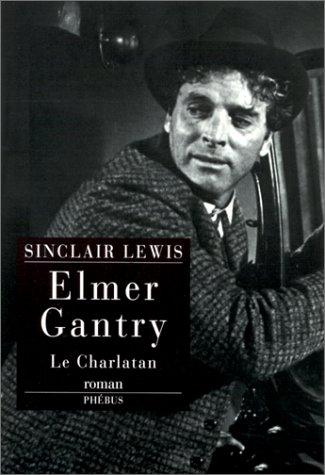 SINCLAIR LEWIS
Elmer
Gantry
Le Charlatan
roman
PHÉBUS